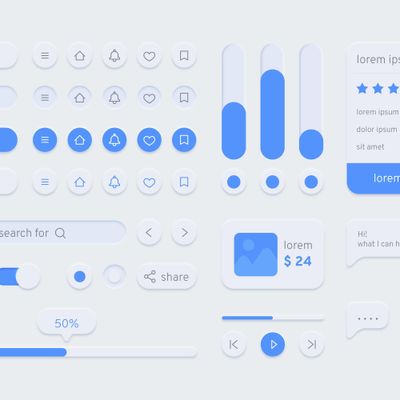 lorem ips
lorem ipsum
dolor ipsum
sit amet
lorem
search for
lorem
$ 24
Hi!
what I can h
share
50%